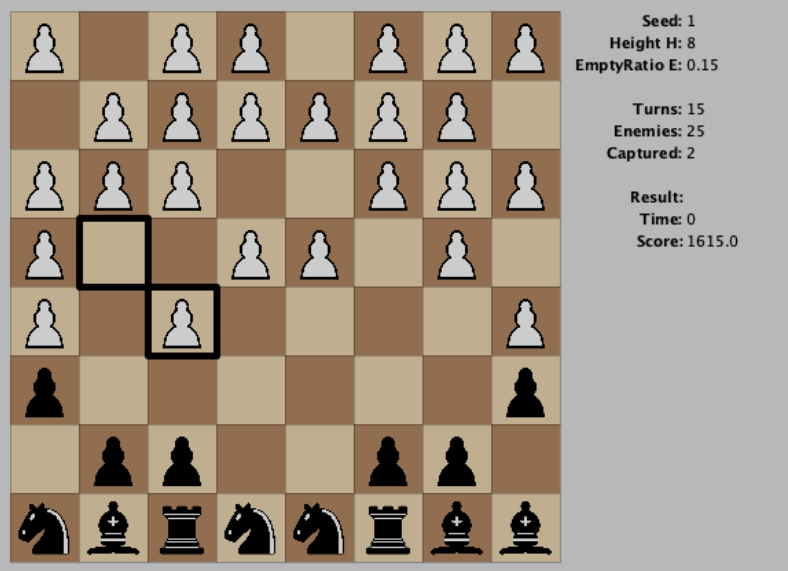 Seed: 1
Height H: 8
EmptyRatio E: 0.15
Turns: 15
Enemies: 25
Captured: 2
Result:
Time: 0
Score: 1615.0